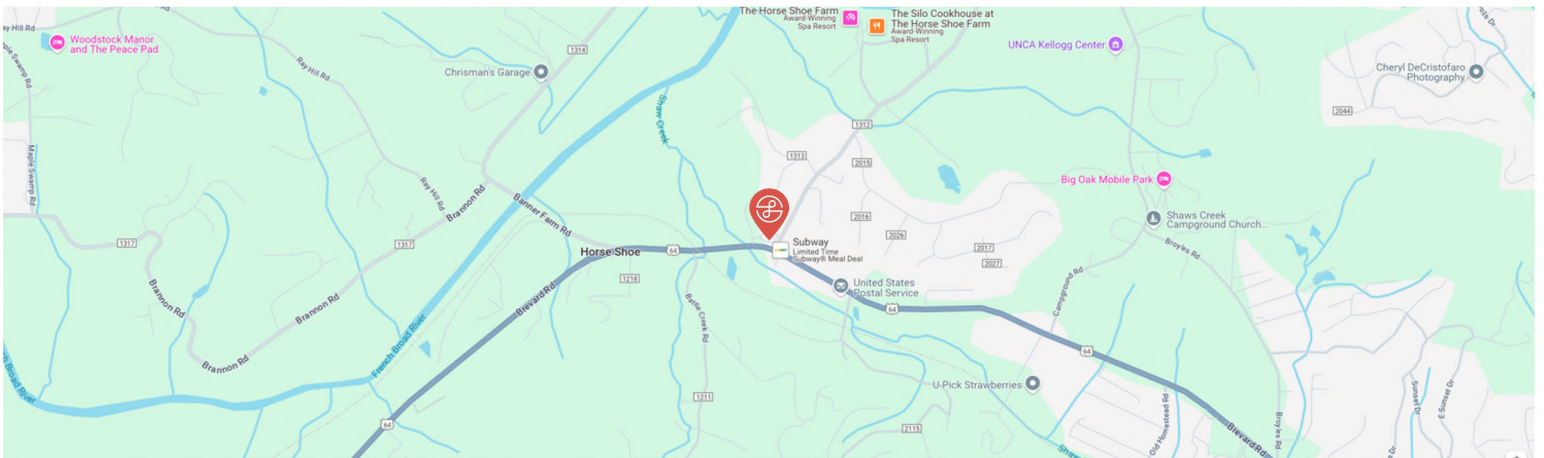 The Horse Shoe Farm
Award-Winning
Spa Resort
The Silo Cookhouse at
The Horse Shoe Farm
Award-Winning
Spa Resort
Woodstock Manor
and The Peace Pad
Ray Hill Rd
1314
UNCA Kellogg Center
Chrisman's Garage
Cheryl DeCristofaro
Photography
2044
Shaw Creek
1312
1313
2015
Maple Swamp Rd
Big Oak Mobile Park
Ray Hill Rd
Brannon Rd
Banner Farm Rd
2016
Shaws Creek
Campground Church...
2026
1317
1317
Horse Shoe
64
Subway
Limited Time
Subway® Meal Deal
2017
2027
Broyles Rd
1218
United States
Postal Service
Campground Rd
Brannon Rd
Brannon Rd
Brevard Rd
Battle Creek Rd
64
French Broad River
64
Brannon Rd
U-Pick Strawberries
1211
Sunset Dr
E Sunset Dr
Old Homestead Rd
64
2115
Brevard Rd
Broyles Rd